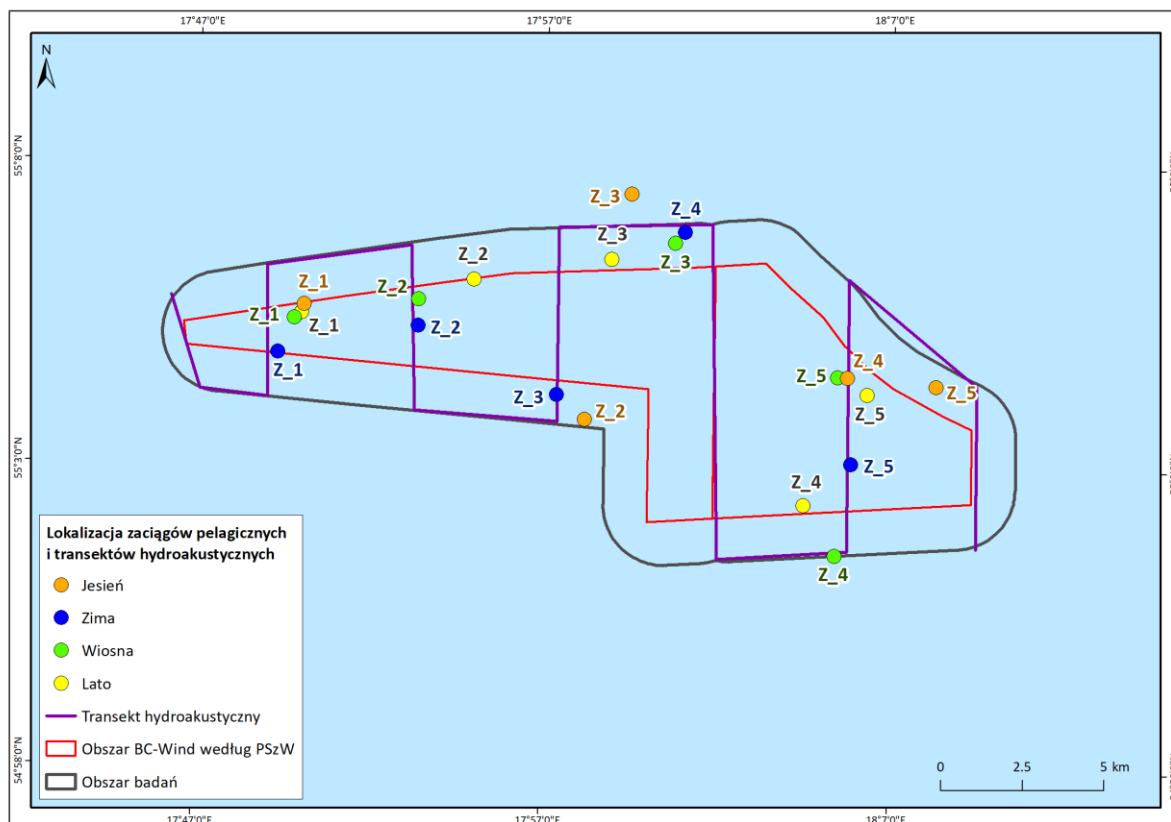 17°47'0"E 17°57'0"E 18°7'0"E
N
55°8'0"N
Z_3
Z_4
Z_3
Z_3
Z_2
Z_2
Z_1
Z_1
Z_1
Z_2
Z_1
Z_5
Z_4
Z_5
Z_5
Z_3
Z_2
55°3'0"N
Z_5
Z_4
Z_4
Lokalizacja zaciągów pelagicznych
i transektów hydroakustycznych
Jesień
Zima
Wiosna
Lato
Transekt hydroakustyczny
Obszar BC-Wind według PSzW
Obszar badań
54°58'0"N
0 2.5 5 km
17°47'0"E 17°57'0"E 18°7'0"E